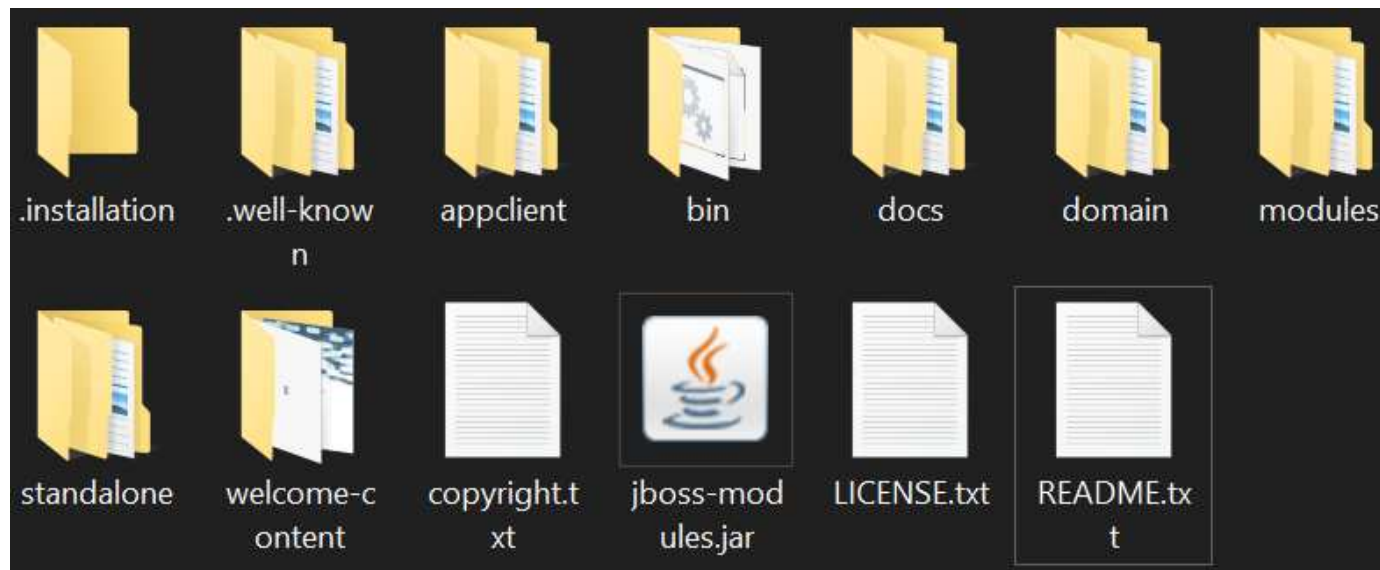 .installation
.well-know
n
appclient
bin
docs
domain
modules
standalone
welcome-c
ontent
copyright.t
xt
jboss-mod
ules.jar
LICENSE.txt
README.tx
t